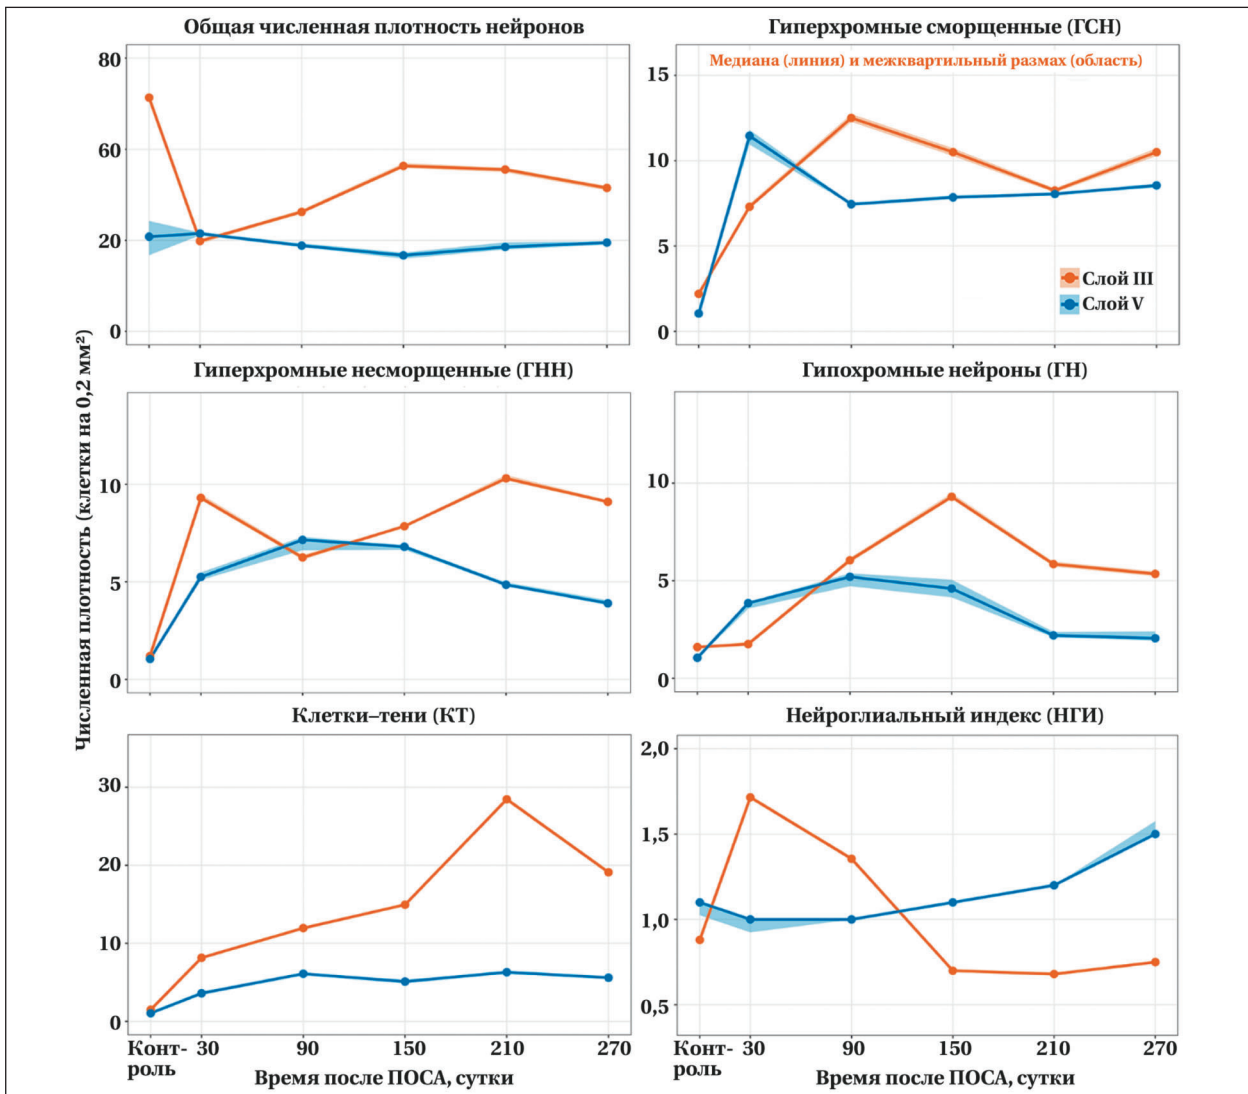 Общая численная плотность нейронов
80
60
20
0
Гиперхромные сморщенные (ГСН)
Медиана (линия) и межквартильный размах (область)
15
10
5
0
Слой III
Слой V
Численная плотность (клетки на 0,2 мм²)
Гиперхромные несморщенные (ГНН)
10
5
0
Гипохромные нейроны (ГН)
10
5
0
Клетки–тени (КТ)
30
20
10
0
Конт-
роль
30
90
150
210
270
Время после ПОСА, сутки
Нейроглиальный индекс (НГИ)
2,0
1,5
1,0
0,5
Конт-
роль
30
90
150
210
270
Время после ПОСА, сутки